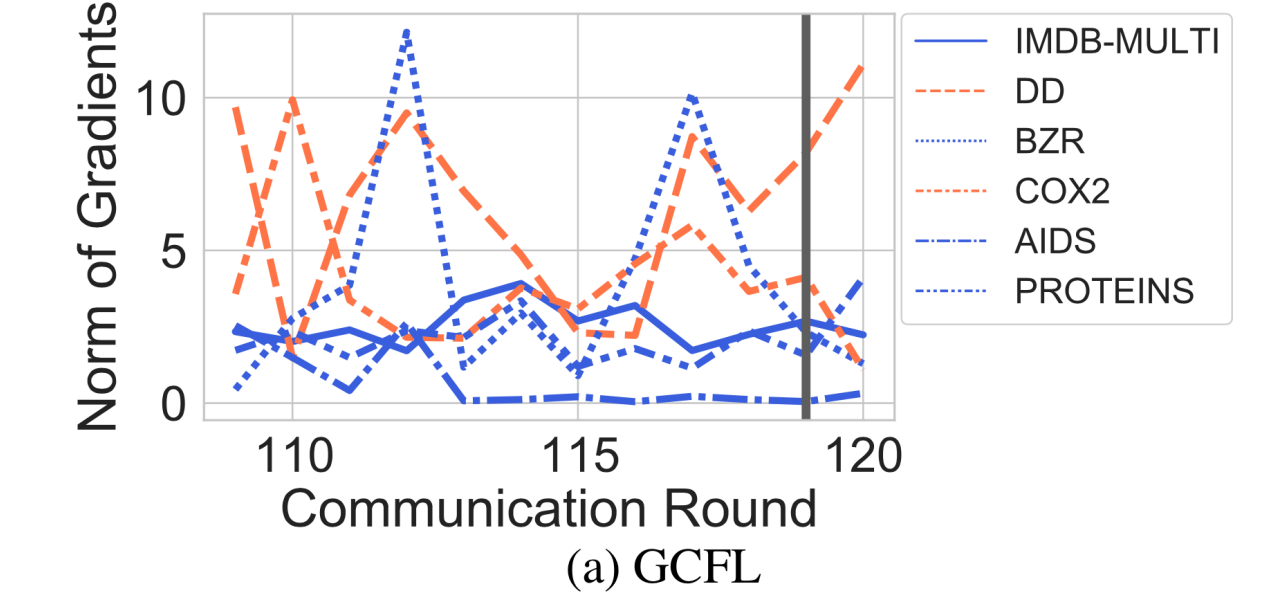 Norm of Gradients
10
5
0
110 115 120
Communication Round
IMDB-MULTI
DD
BZR
COX2
AIDS
PROTEINS
(a) GCFL